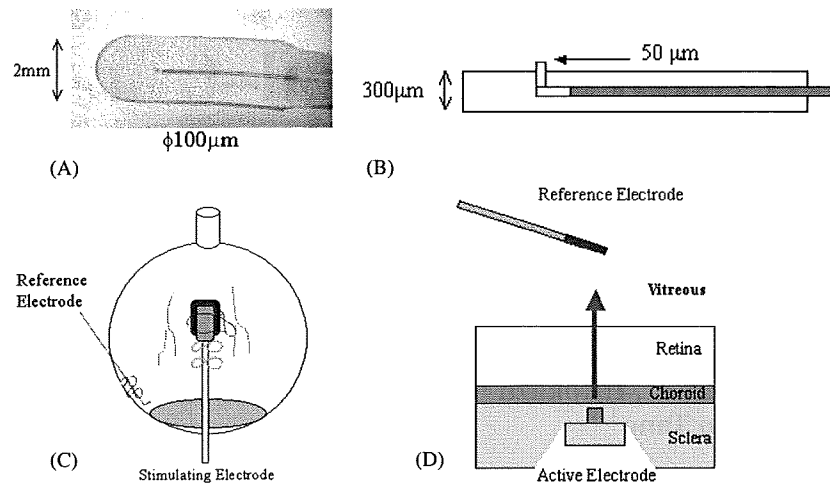 2mm
ϕ100μm
(A)
50 μm
300μm
(B)
Reference
Electrode
Stimulating Electrode
(C)
Reference Electrode
Vitreous
Retina
Choroid
Sclera
Active Electrode
(D)